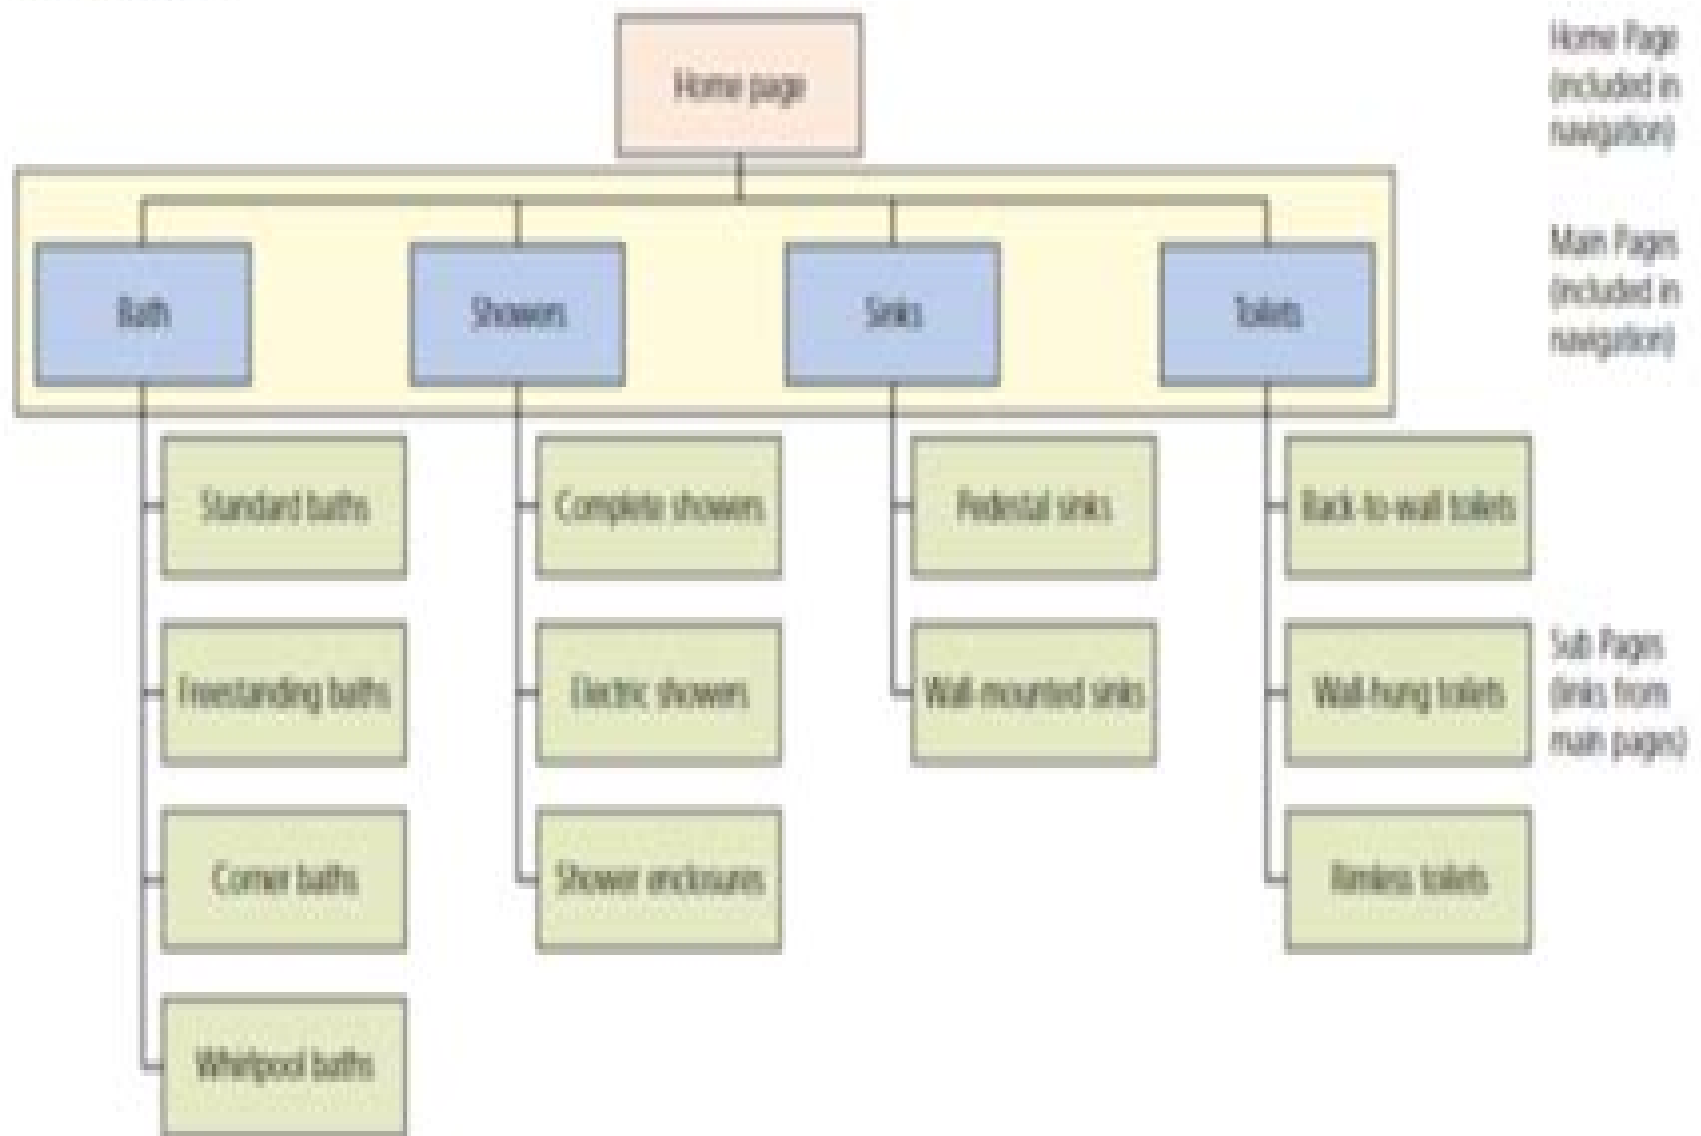 Home page
Home Page
(included in
navigation)
Bath
Showers
Sinks
Toilets
Main Pages
(included in
navigation)
Standard baths
Complete showers
Pedestal sinks
Back-to-wall toilets
Freestanding baths
Electric showers
Wall-mounted sinks
Wall-hung toilets
Sub Pages
(links from
main pages)
Corner baths
Shower enclosures
Rimless toilets
Whirlpool baths